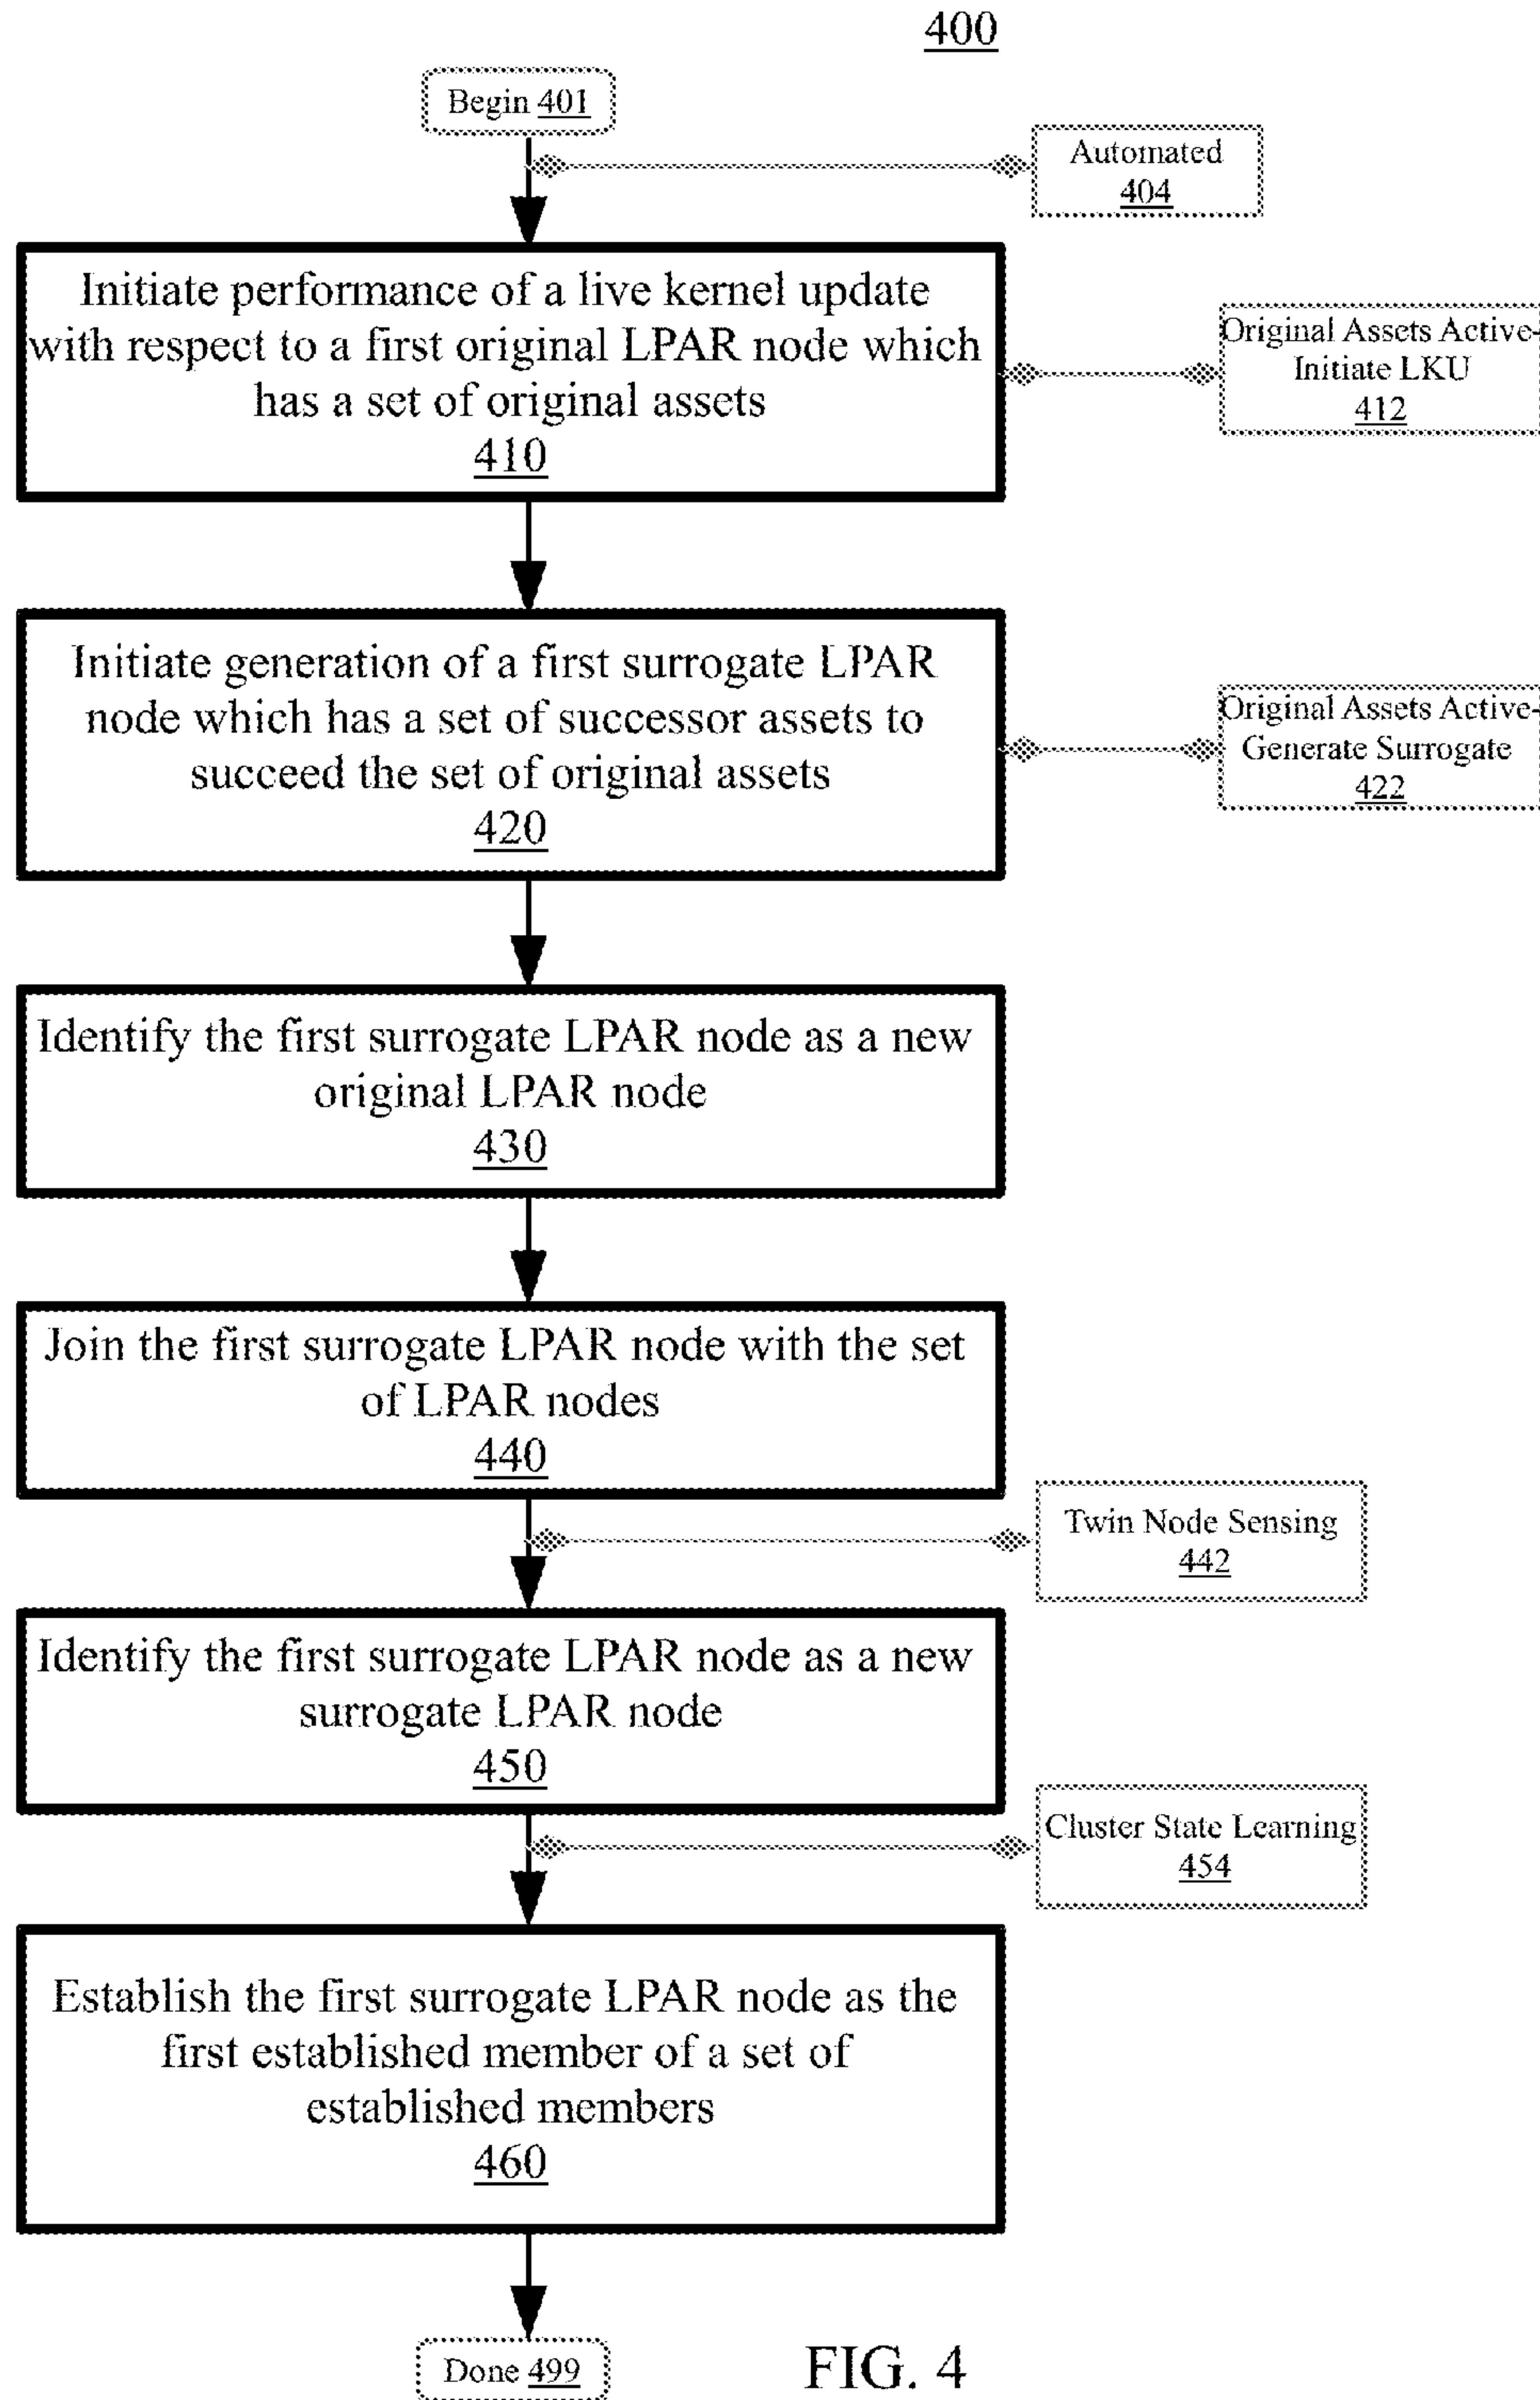 400
Begin 401
Automated
404
Initiate performance of a live kernel update
with respect to a first original LPAR node which
has a set of original assets
410
Original Assets Active-
Initiate LKU
412
Initiate generation of a first surrogate LPAR
node which has a set of successor assets to
succeed the set of original assets
420
Original Assets Active-
Generate Surrogate
422
Identify the first surrogate LPAR node as a new
original LPAR node
430
Join the first surrogate LPAR node with the set
of LPAR nodes
440
Twin Node Sensing
442
Identify the first surrogate LPAR node as a new
surrogate LPAR node
450
Cluster State Learning
454
Establish the first surrogate LPAR node as the
first established member of a set of
established members
460
Done 499
FIG. 4